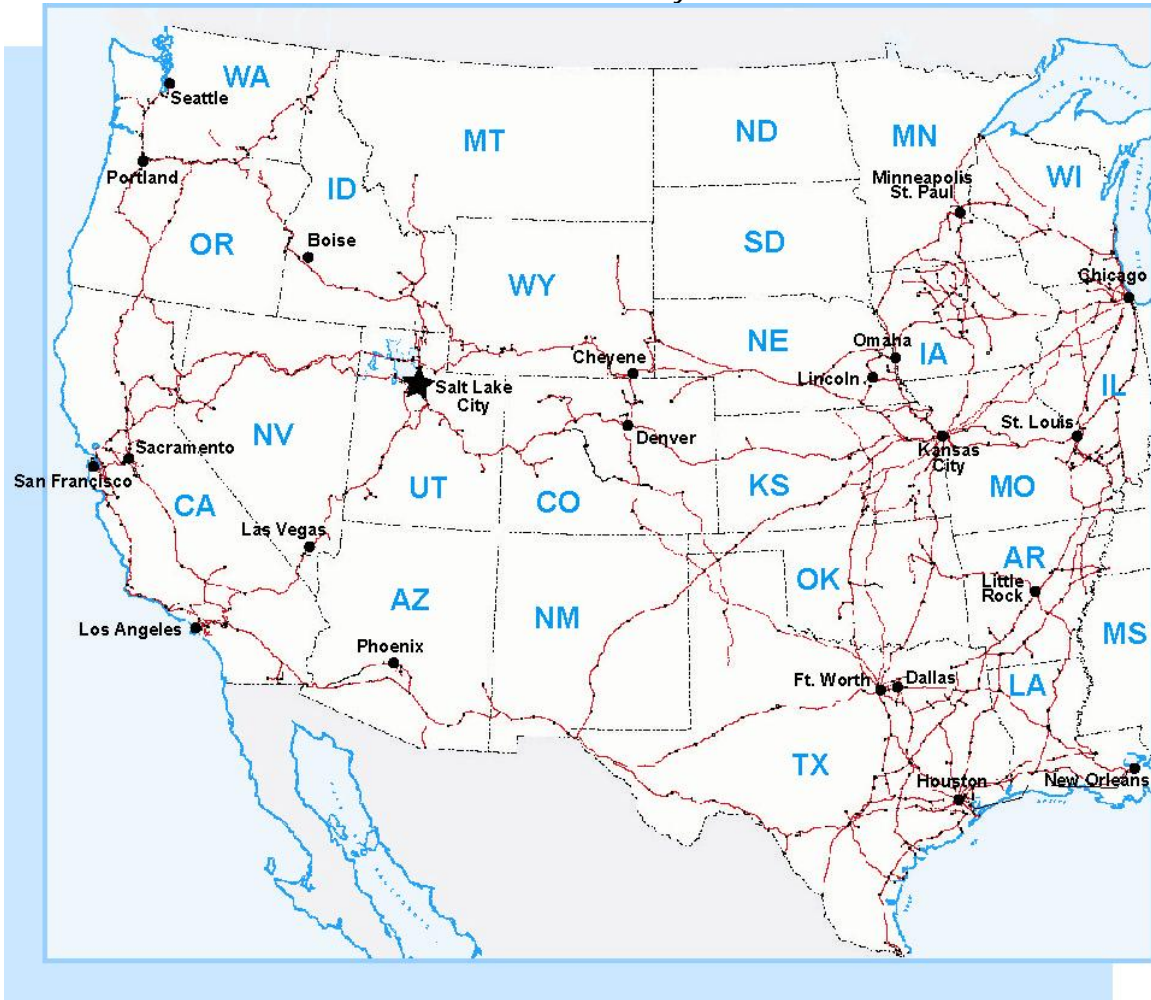 WA
Seattle
MT
ND
MN
Portland
Minneapolis
St. Paul
WI
ID
OR
Boise
SD
Chicago
WY
NE
Omaha
IA
Cheyene
Lincoln
Salt Lake
City
IL
NV
Denver
St. Louis
Sacramento
Kansas
City
San Francisco
CA
UT
CO
KS
MO
Las Vegas
AR
OK
Little
Rock
AZ
NM
Los Angeles
MS
Phoenix
Ft. Worth
Dallas
LA
TX
Houston
New Orleans